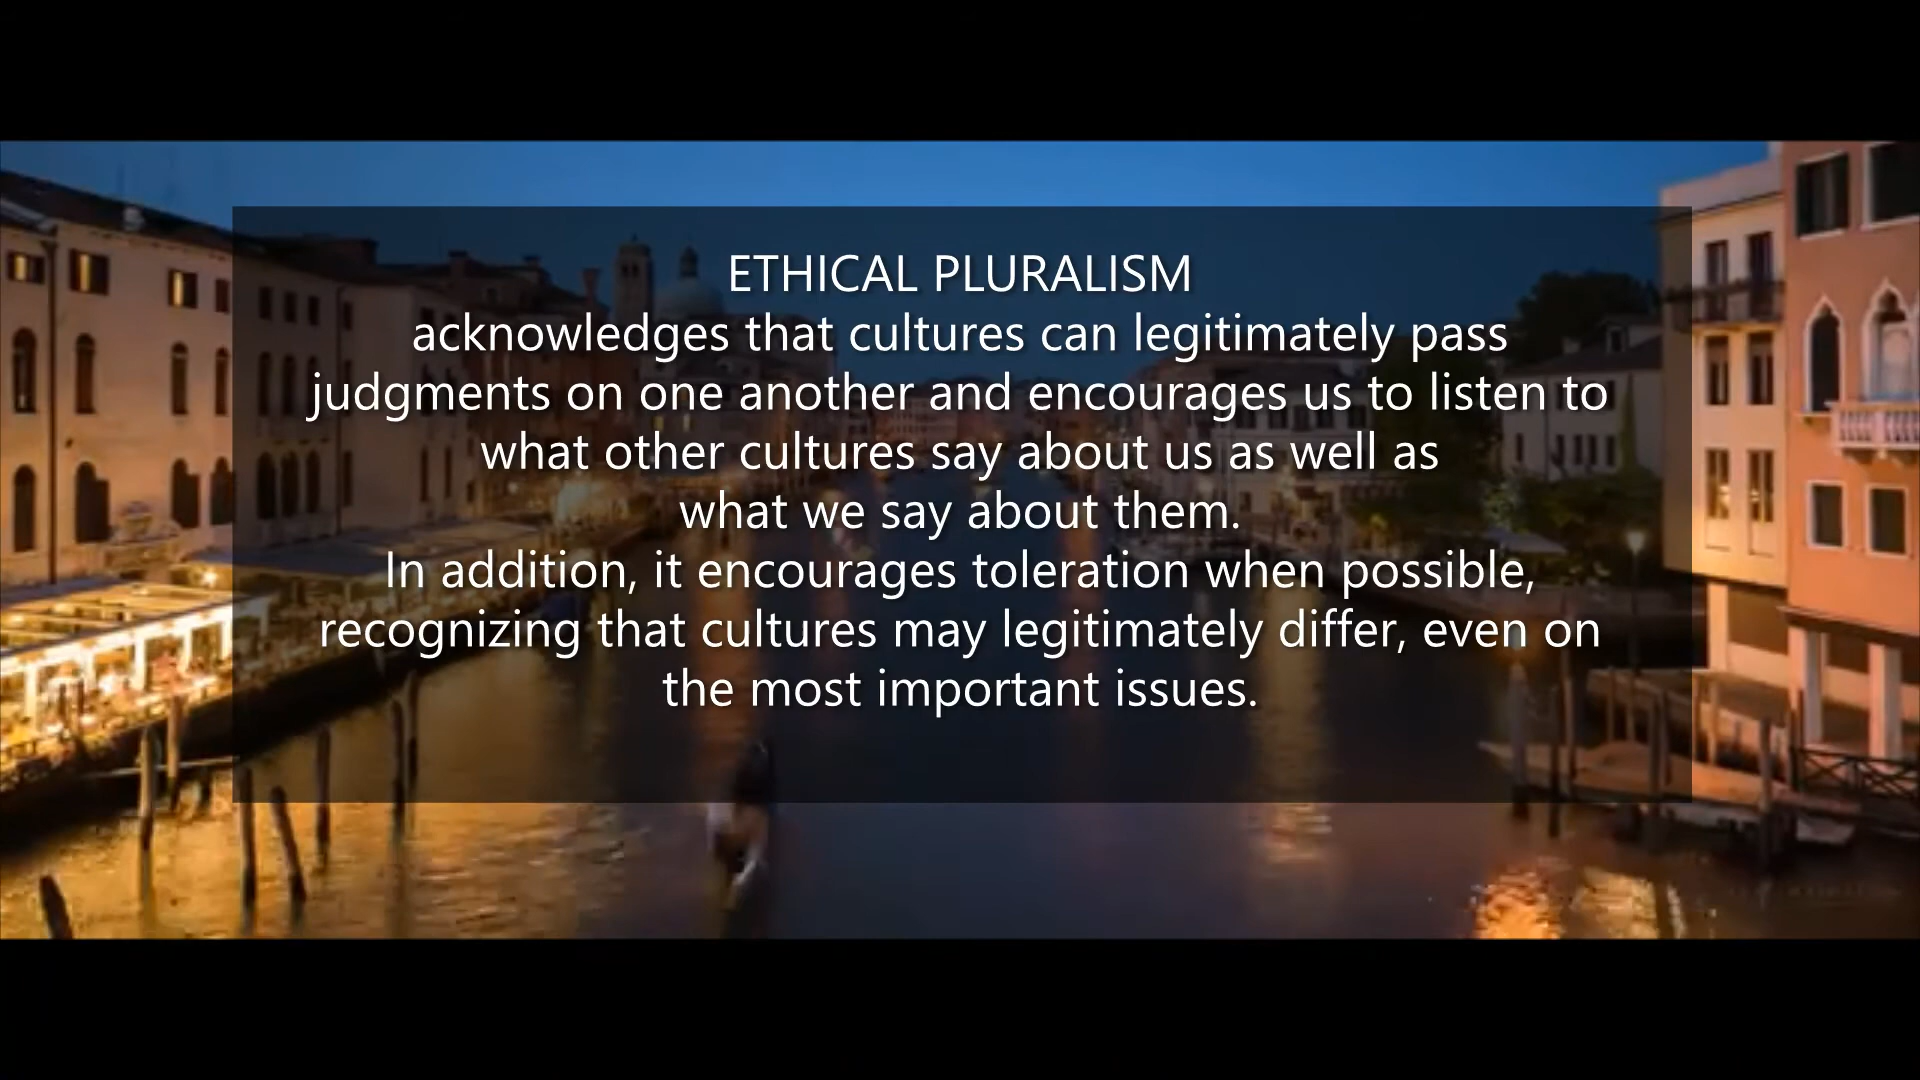 ETHICAL PLURALISM
acknowledges that cultures can legitimately pass
judgments on one another and encourages us to listen to
what other cultures say about us as well as
what we say about them.
In addition, it encourages toleration when possible,
recognizing that cultures may legitimately differ, even on
the most important issues.